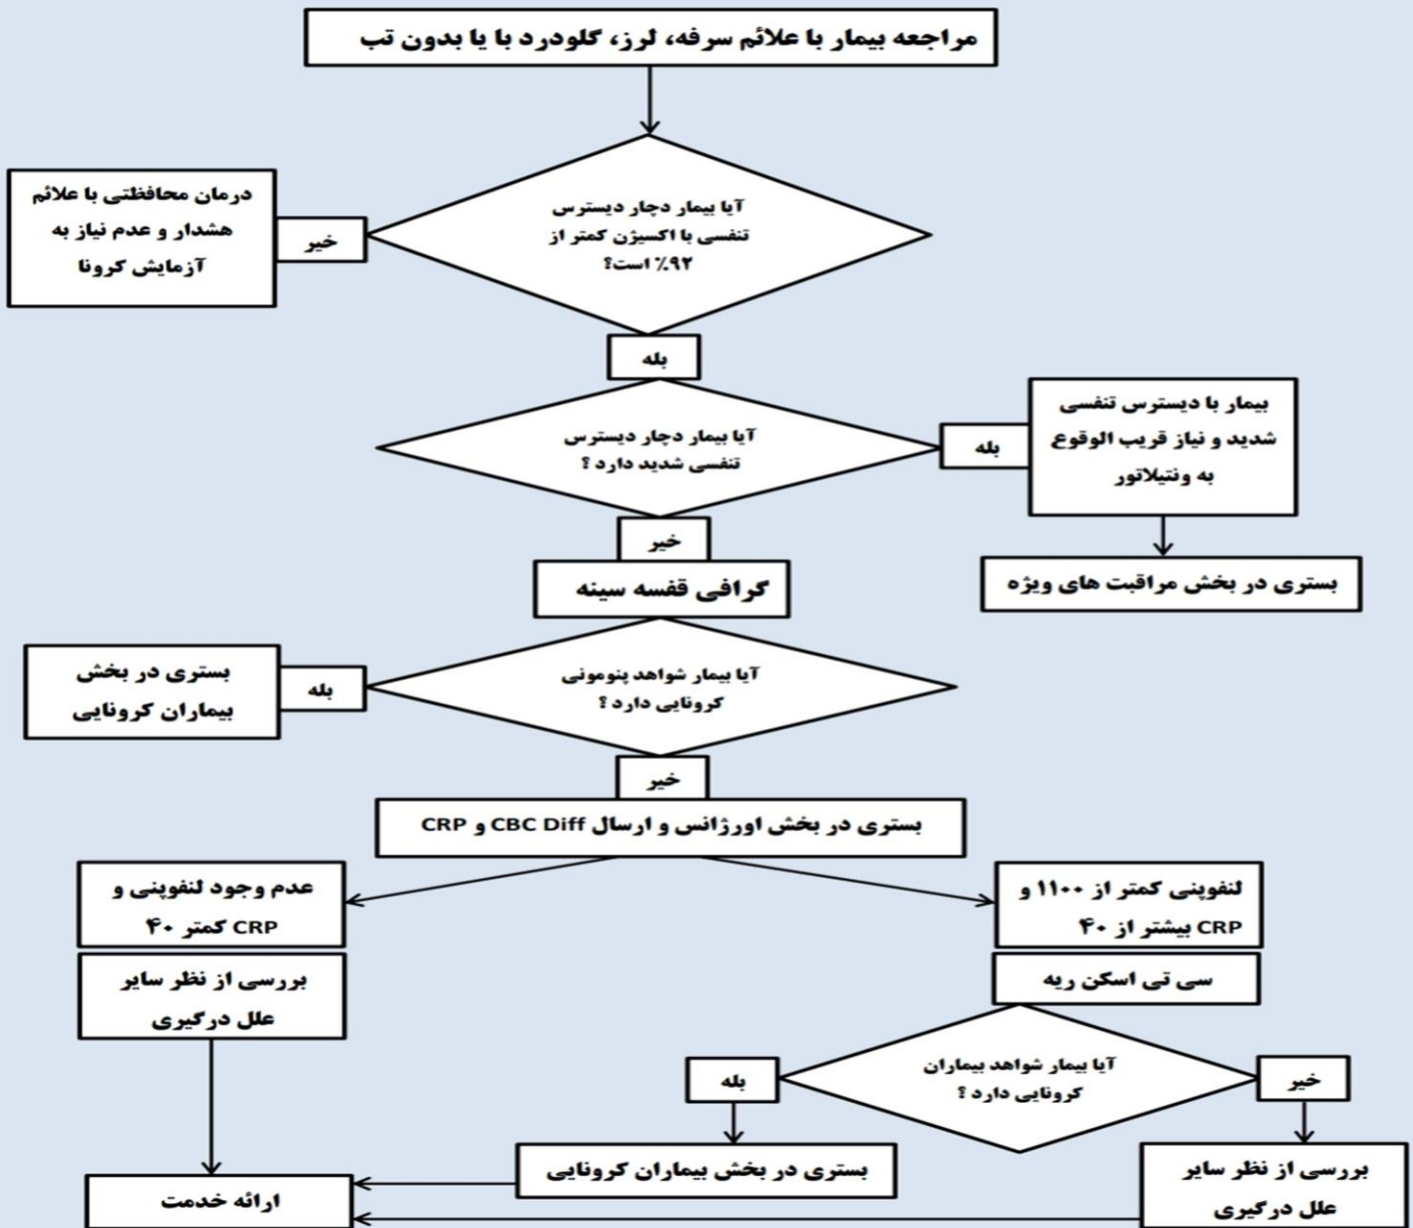 مراجعه بیمار با علائم سرفه، لرز، گلودرد با یا بدون تب
آیا بیمار دچار دیسترس
تنفسی با اکسیژن کمتر از
۹۲٪ است؟
خیر
درمان محافظتی با علائم
هشدار و عدم نیاز به
آزمایش کرونا
بله
آیا بیمار دچار دیسترس
تنفسی شدید دارد ؟
بله
بیمار با دیسترس تنفسی
شدید و نیاز قریب الوقوع
به ونتیلاتور
بستری در بخش مراقبت های ویژه
خیر
گرافی قفسه سینه
آیا بیمار شواهد پنومونی
کرونایی دارد ؟
بله
بستری در بخش
بیماران کرونایی
خیر
بستری در بخش اورژانس و ارسال CBC Diff و CRP
لنفوپنی کمتر از ۱۱۰۰ و
CRP بیشتر از ۴۰
عدم وجود لنفوپنی و
CRP کمتر ۴۰
سی تی اسکن ریه
بررسی از نظر سایر
علل درگیری
آیا بیمار شواهد بیماران
کرونایی دارد ؟
خیر
بله
بررسی از نظر سایر
علل درگیری
بستری در بخش بیماران کرونایی
ارائه خدمت